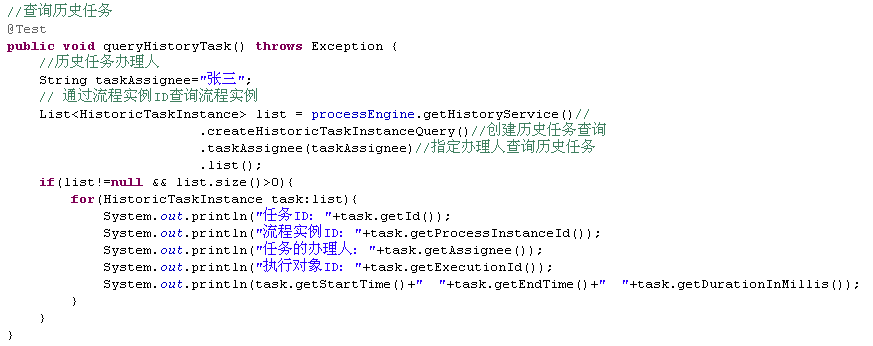 //查询历史任务
@Test
public void queryHistoryTask() throws Exception {
//历史任务办理人
String taskAssignee="张三";
// 通过流程实例ID查询流程实例
List<HistoricTaskInstance> list = processEngine.getHistoryService()//
.createHistoricTaskInstanceQuery()//创建历史任务查询
.taskAssignee(taskAssignee)//指定办理人查询历史任务
.list();
if(list!=null && list.size()>0){
for(HistoricTaskInstance task:list){
System.out.println("任务ID: "+task.getId());
System.out.println("流程实例ID: "+task.getProcessInstanceId());
System.out.println("任务的办理人: "+task.getAssignee());
System.out.println("执行对象ID: "+task.getExecutionId());
System.out.println(task.getStartTime()+"  "+task.getEndTime()+"  "+task.getDurationInMillis());
}
}
}